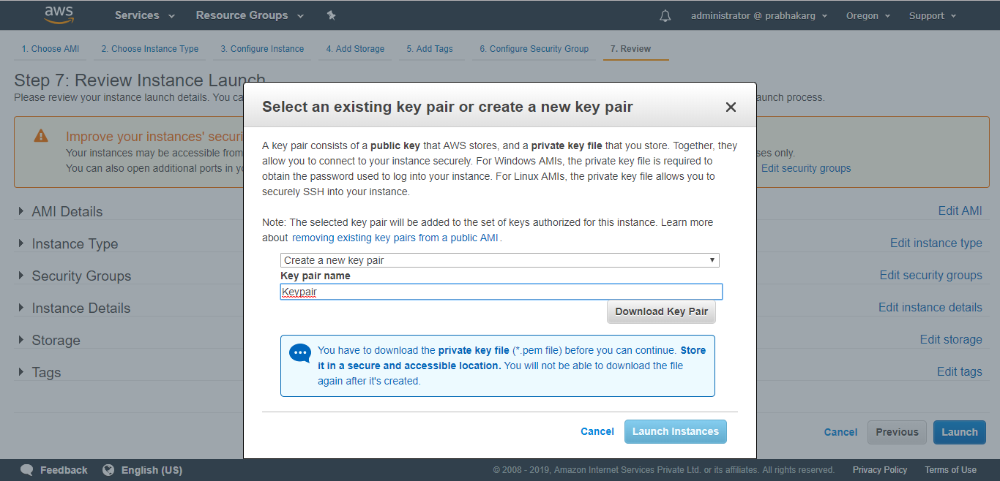 aws Services Resource Groups administrator @ prabhakarg Oregon Support
1. Choose AMI 2. Choose Instance Type 3. Configure Instance 4. Add Storage 5. Add Tags 6. Configure Security Group 7. Review
Step 7: Review Instance Launch
Please review your instance launch details. You ca
aunch process.
Improve your instances' securi
Your instances may be accessible from
ses only.
You can also open additional ports in yo
Edit security groups
AMI Details
Edit AMI
Instance Type
Edit instance type
Security Groups
Edit security groups
Instance Details
Edit instance details
Storage
Edit storage
Tags
Edit tags
Cancel Previous Launch
Select an existing key pair or create a new key pair
A key pair consists of a public key that AWS stores, and a private key file that you store. Together, they
allow you to connect to your instance securely. For Windows AMIs, the private key file is required to
obtain the password used to log into your instance. For Linux AMIs, the private key file allows you to
securely SSH into your instance.
Note: The selected key pair will be added to the set of keys authorized for this instance. Learn more
about removing existing key pairs from a public AMI.
Create a new key pair
Key pair name
Keypair
Download Key Pair
You have to download the private key file (*.pem file) before you can continue. Store
it in a secure and accessible location. You will not be able to download the file
again after it's created.
Cancel Launch Instances
Feedback English (US) © 2008 - 2019, Amazon Internet Services Private Ltd. or its affiliates. All rights reserved. Privacy Policy Terms of Use